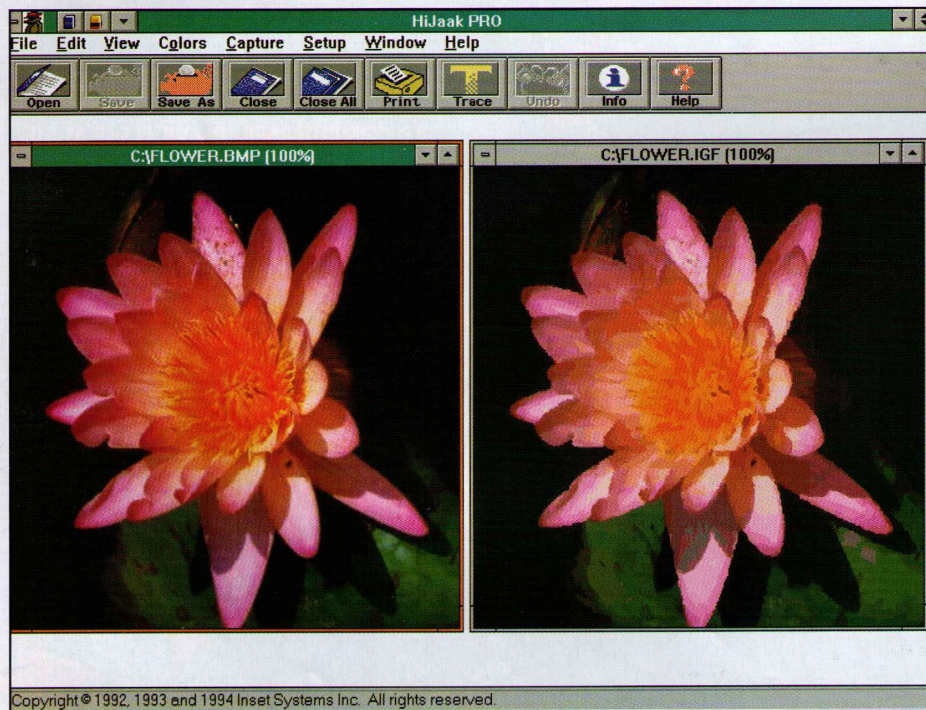 HiJaak PRO
File Edit View Colors Capture Setup Window Help
Open Save Save As Close Close All Print Trace Undo Info Help
C:\FLOWER.BMP (100%)
C:\FLOWER.IGF (100%)
Copyright © 1992, 1993 and 1994 Inset Systems Inc. All rights reserved.